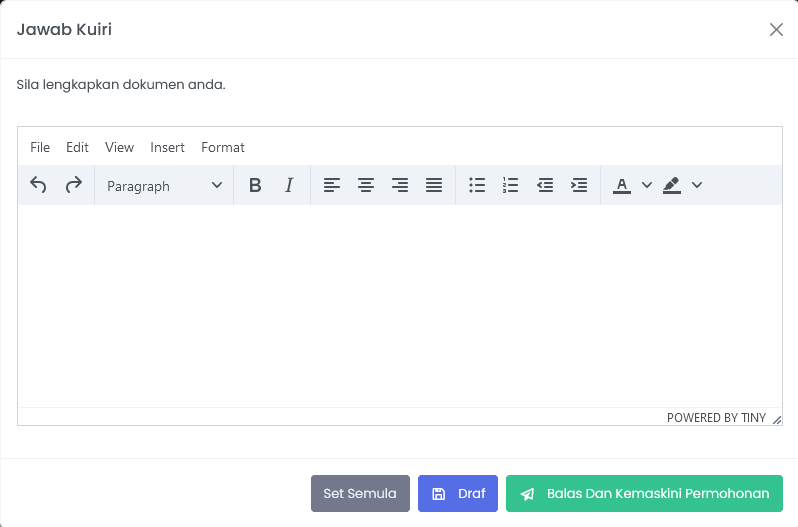 Jawab Kuiri
Sila lengkapkan dokumen anda.
File Edit View Insert Format
Paragraph B I A
POWERED BY TINY
Set Semula Draf Balas Dan Kemaskini Permohonan